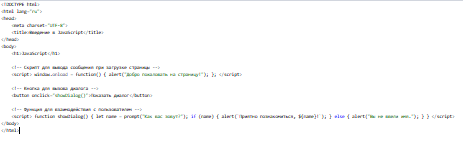 <!DOCTYPE html>
<html lang="ru">
<head>
<meta charset="UTF-8">
<title>Введение в JavaScript</title>
</head>
<body>
<h1>JavaScript</h1>
<!-- Скрипт для вывода сообщения при загрузке страницы -->
<script> window.onload = function() { alert("Добро пожаловать на страницу!"); }; </script>
<!-- Кнопка для вызова диалога -->
<button onclick="showDialog()">Показать диалог</button>
<!-- Функция для взаимодействия с пользователем -->
<script> function showDialog() { let name = prompt("Как вас зовут?"); if (name) { alert(`Приятно познакомиться, ${name}!`); } else { alert("Вы не ввели имя."); } } </script>
</body>
</html>